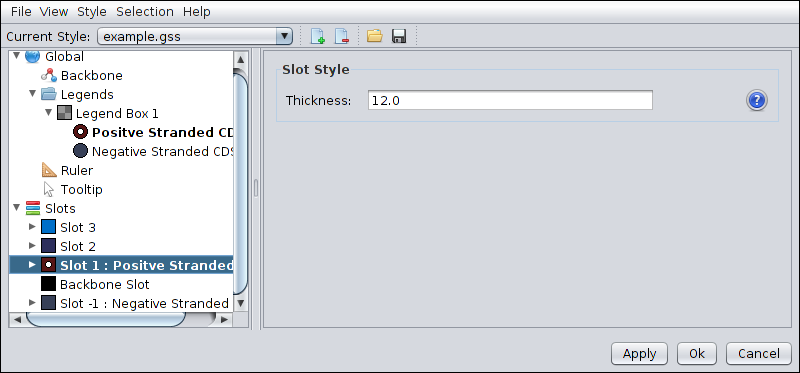 File View Style Selection Help
Current Style: example.gss
Global
Backbone
Legends
Legend Box 1
Positve Stranded CD
Negative Stranded CDS
Ruler
Tooltip
Slots
Slot 3
Slot 2
Slot 1 : Positve Stranded
Backbone Slot
Slot -1 : Negative Stranded
Slot Style
Thickness: 12.0
?
Apply Ok Cancel